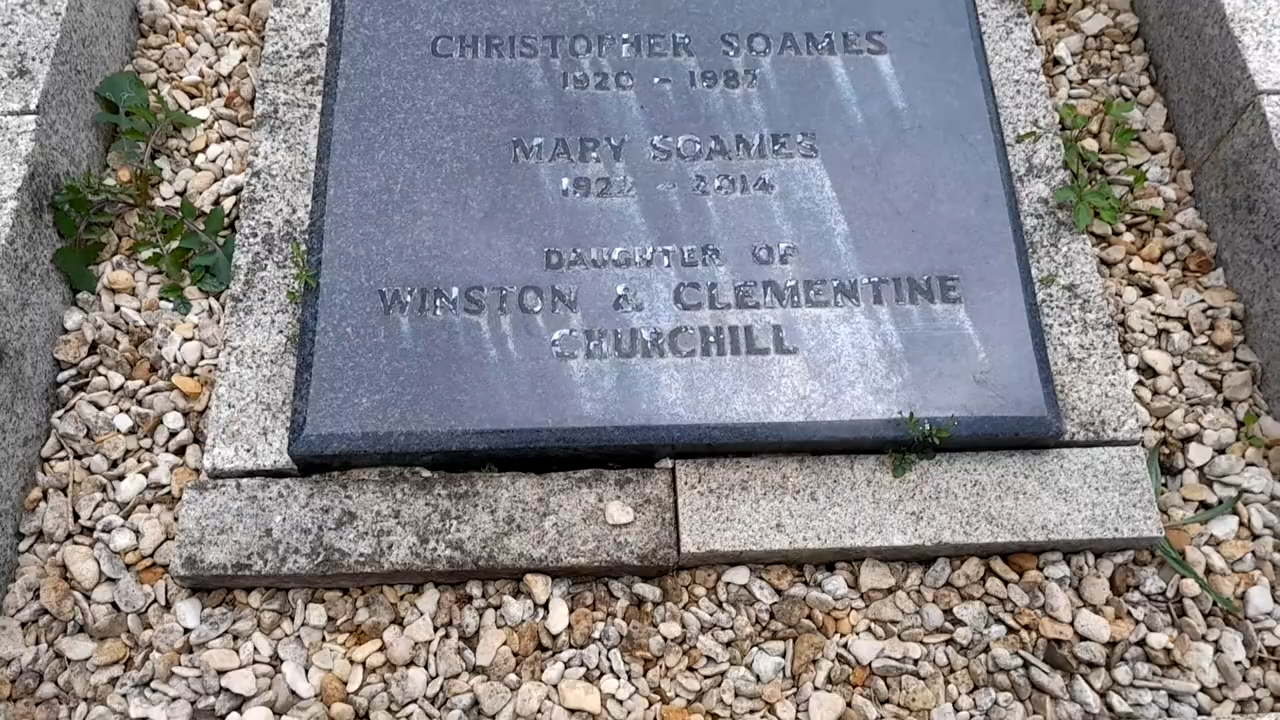 CHRISTOPHER SOAMES
1920 - 1987
MARY SOAMES
1922 - 2014
DAUGHTER OF
WINSTON & CLEMENTINE
CHURCHILL